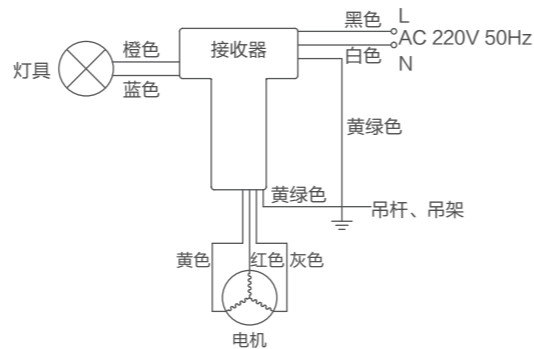 黑色 L
橙色 接收器 AC 220V 50Hz
灯具 白色 N
蓝色
黄绿色
黄绿色
吊杆、吊架
黄色 红色 灰色
电机